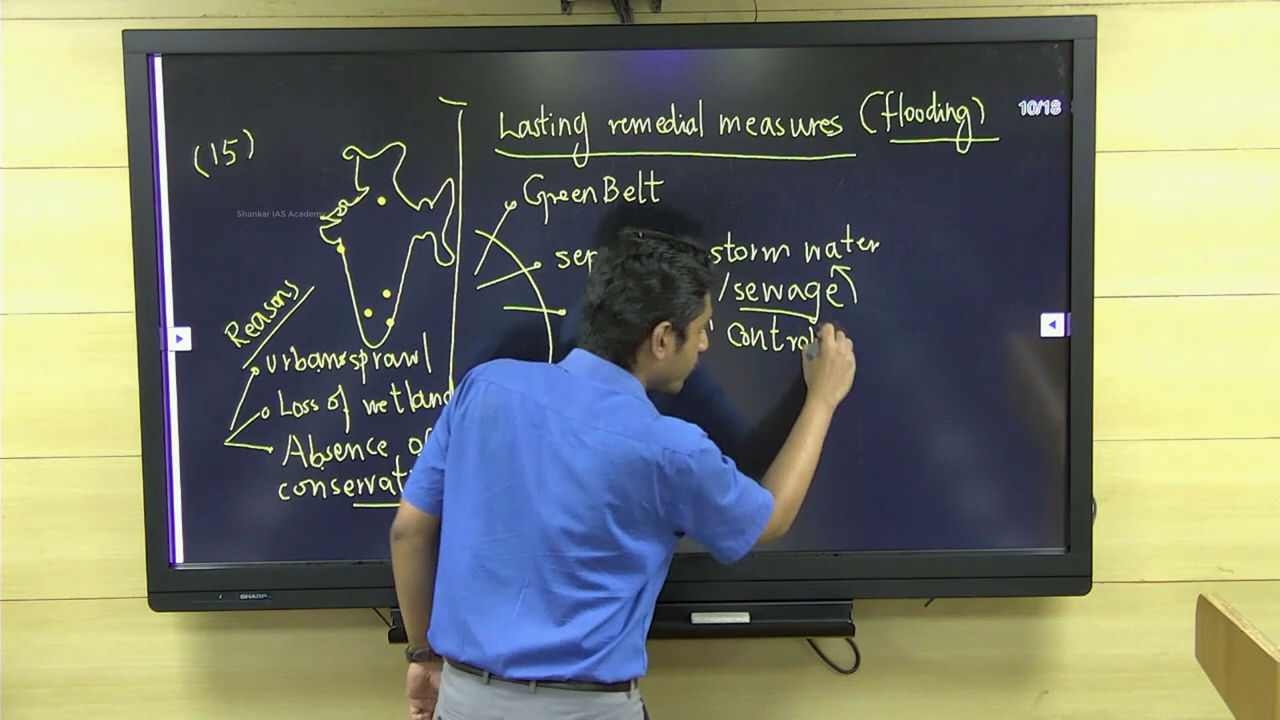 (15)
Shankar IAS Academy
Reasons
urban sprawl
Loss of wetland
Absence of
conservat
Lasting remedial measures (flooding)
10/18
Green Belt
sep storm water
/sewage
control
SHARP